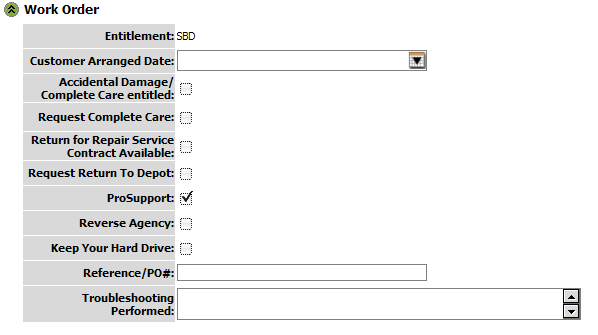 Work Order
Entitlement: SBD
Customer Arranged Date:
Accidental Damage/
Complete Care entitled:
Request Complete Care:
Return for Repair Service
Contract Available:
Request Return To Depot:
ProSupport:
Reverse Agency:
Keep Your Hard Drive:
Reference/PO#:
Troubleshooting
Performed: